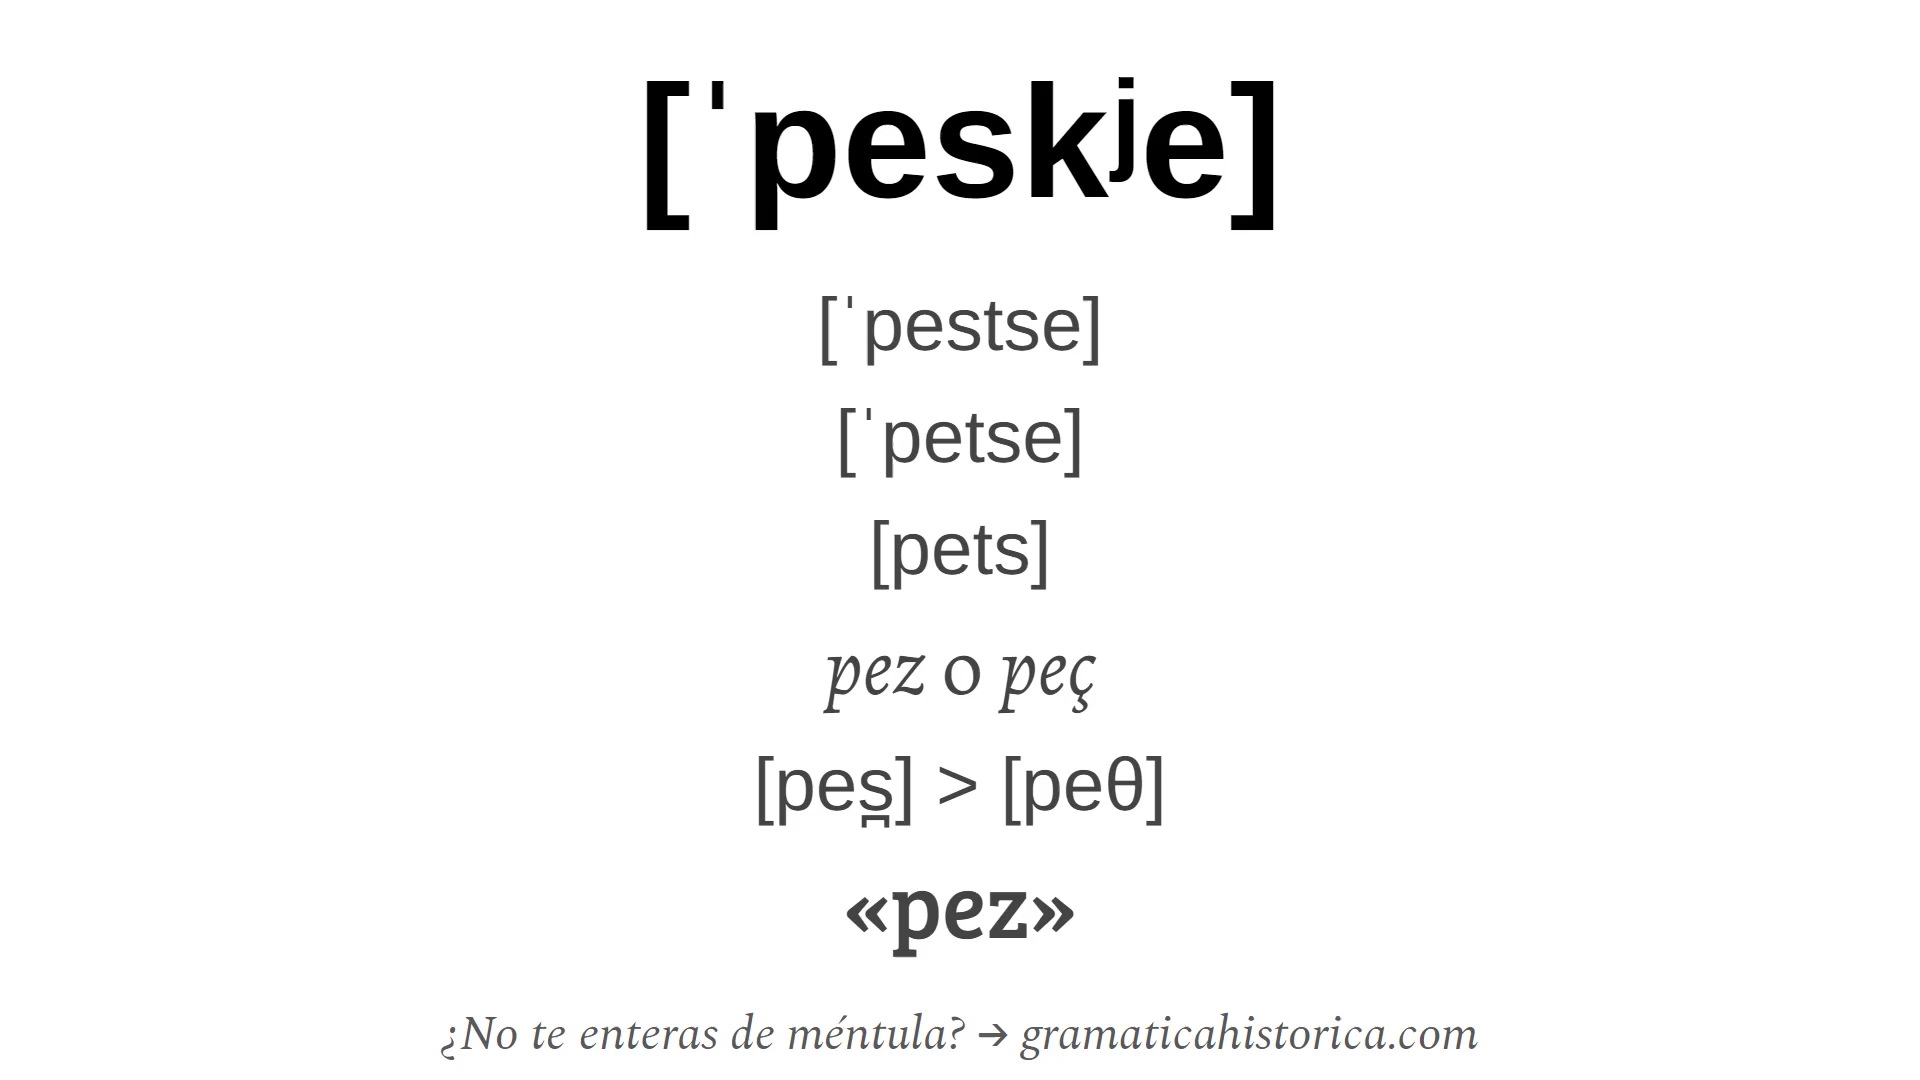 [ˈpeskʲe]
[ˈpestse]
[ˈpetse]
[pets]
pez o peç
[pes̪] > [peθ]
«pez»
¿No te enteras de méntula? → gramaticahistorica.com